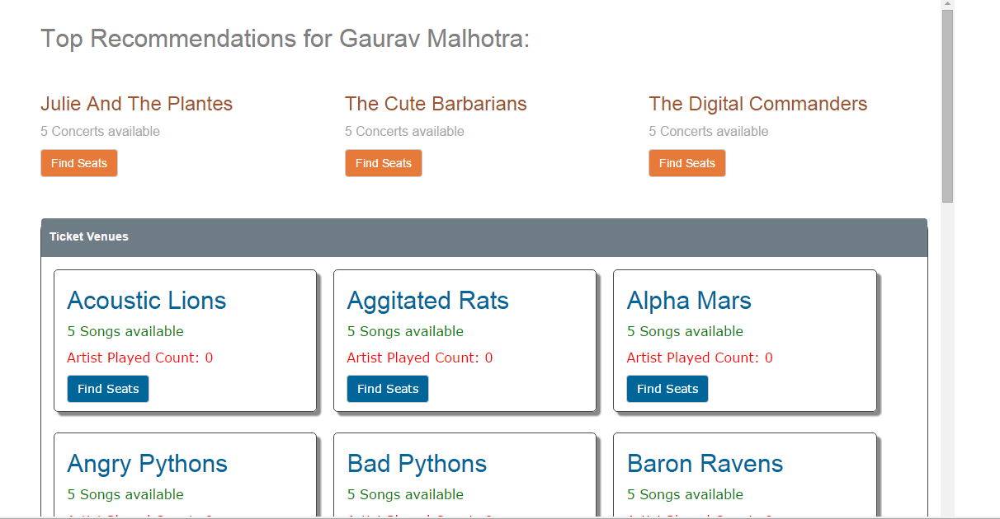 Top Recommendations for Gaurav Malhotra:
Julie And The Plantes
The Cute Barbarians
The Digital Commanders
5 Concerts available
5 Concerts available
5 Concerts available
Find Seats
Find Seats
Find Seats
Ticket Venues
Acoustic Lions
Aggitated Rats
Alpha Mars
5 Songs available
5 Songs available
5 Songs available
Artist Played Count: 0
Artist Played Count: 0
Artist Played Count: 0
Find Seats
Find Seats
Find Seats
Angry Pythons
Bad Pythons
Baron Ravens
5 Songs available
5 Songs available
5 Songs available